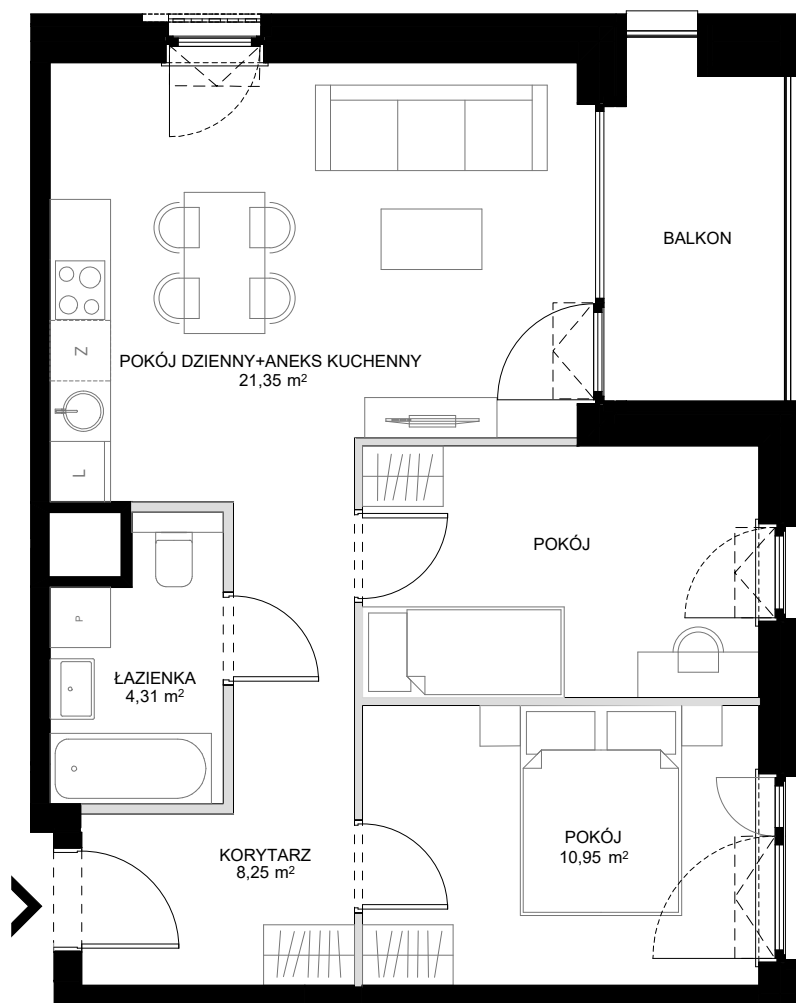 BALKON
Z
POKÓJ DZIENNY+ANEKS KUCHENNY
21,35 m²
L
POKÓJ
P
ŁAZIENKA
4,31 m²
POKÓJ
10,95 m²
KORYTARZ
8,25 m²